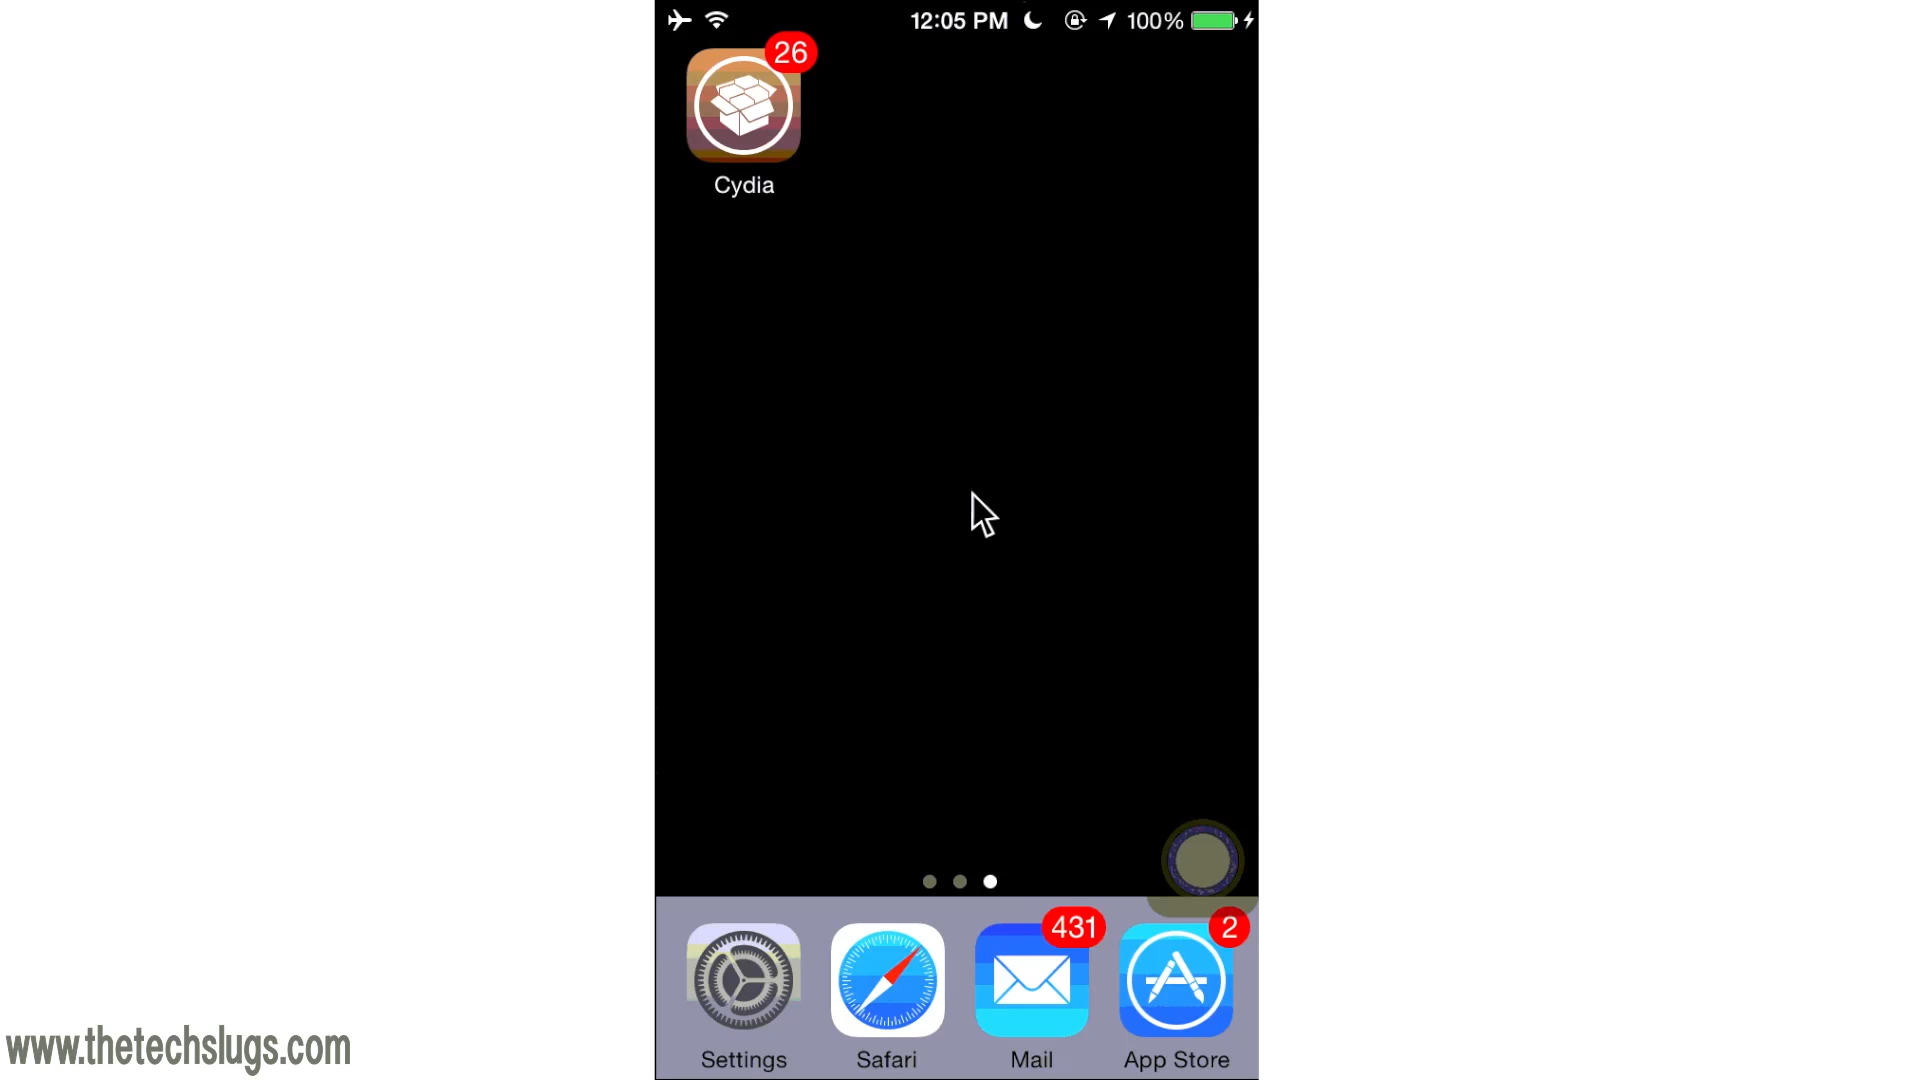 12:05 PM 100%
26
Cydia
431
2
Settings Safari Mail App Store
www.thetechslugs.com